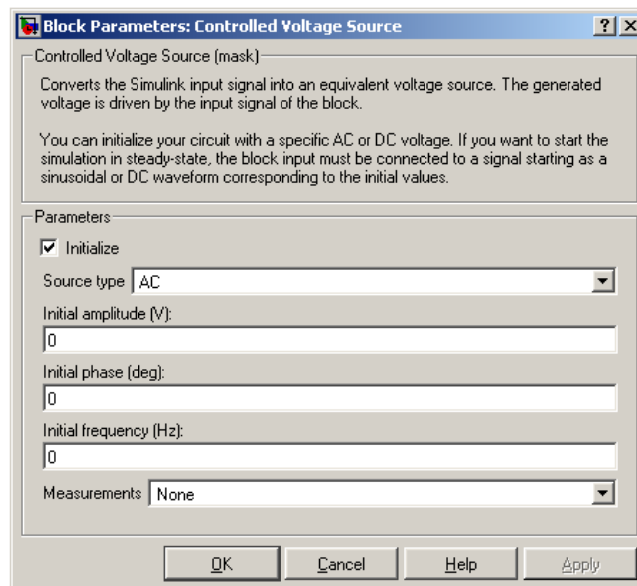 Block Parameters: Controlled Voltage Source
Controlled Voltage Source (mask)
Converts the Simulink input signal into an equivalent voltage source. The generated
voltage is driven by the input signal of the block.
You can initialize your circuit with a specific AC or DC voltage. If you want to start the
simulation in steady-state, the block input must be connected to a signal starting as a
sinusoidal or DC waveform corresponding to the initial values.
Parameters
Initialize
Source type AC
Initial amplitude (V):
0
Initial phase (deg):
0
Initial frequency (Hz):
0
Measurements None
OK Cancel Help Apply